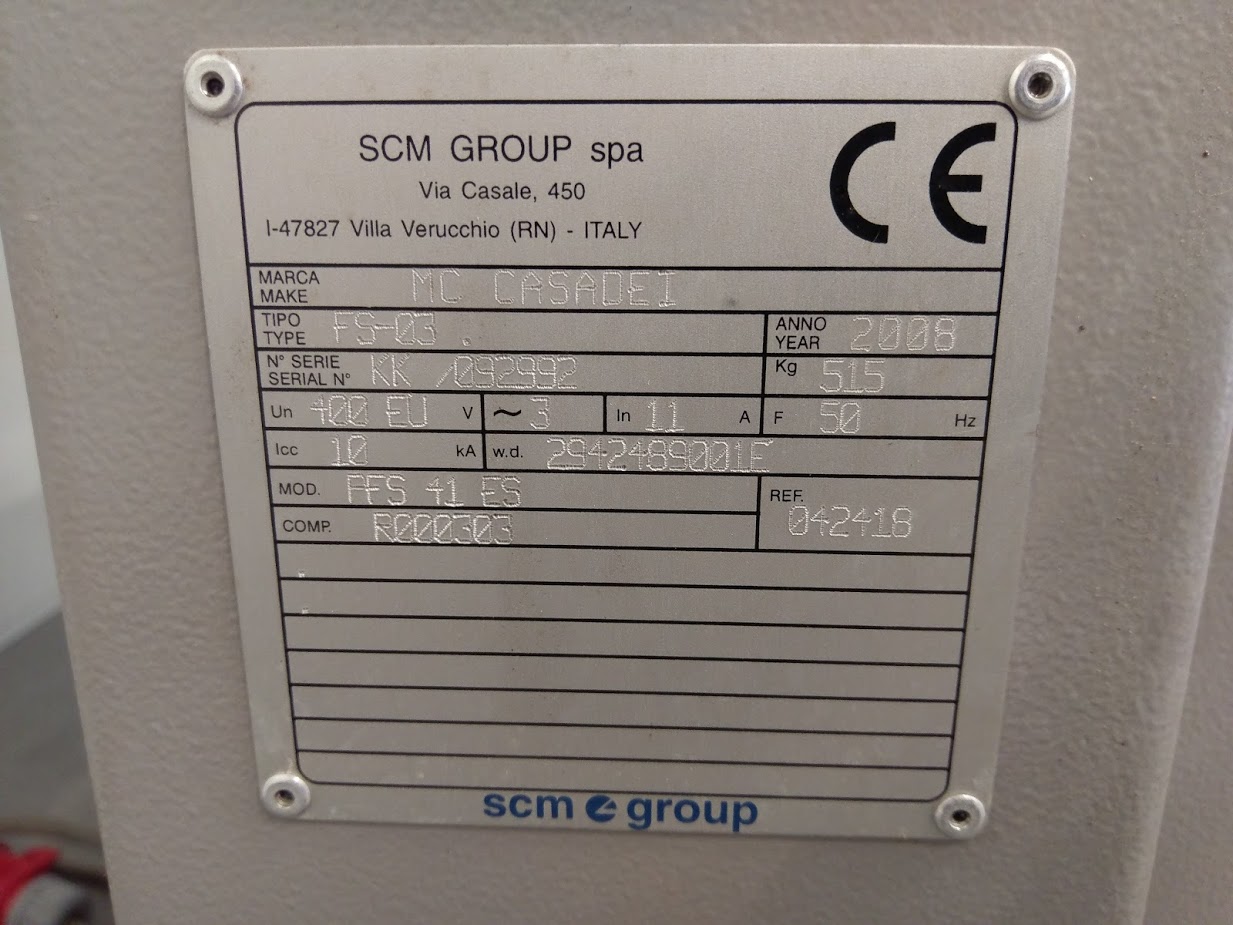 SCM GROUP spa
Via Casale, 450
I-47827 Villa Verucchio (RN) - ITALY
CE
MARCA
MAKE
MC CASADEI
TIPO
TYPE
FS-03 .
ANNO
YEAR
2008
N° SERIE
SERIAL N°
KK /092992
Kg 515
Un 400 EU V ~ 3 In 11 A F 50 Hz
Icc 10 kA w.d. 2942489001E
MOD. PFS 41 ES
REF.
042418
COMP. R000303
.
.
scm group